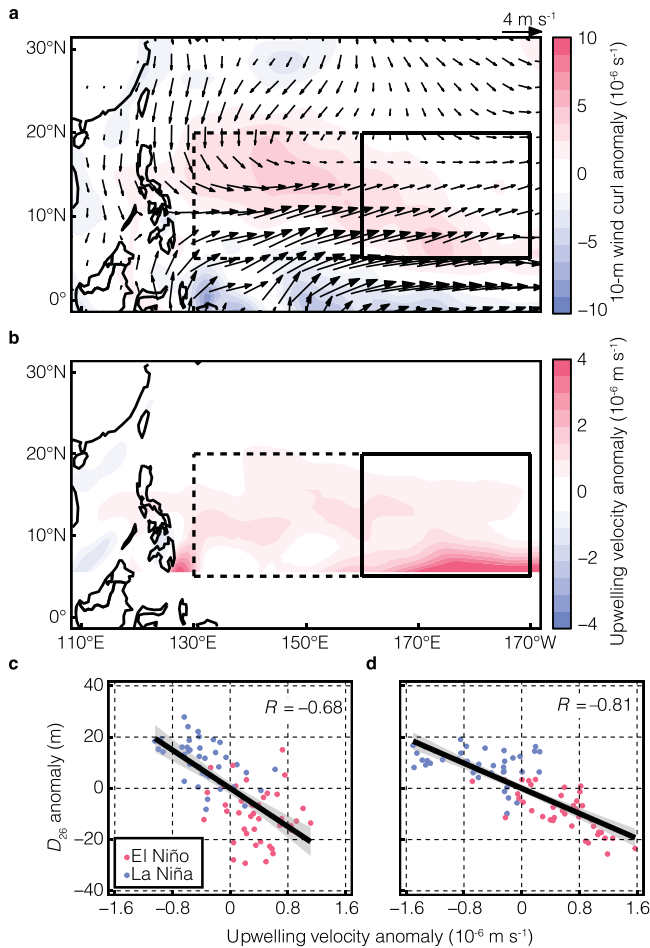 a
4 m s⁻¹
30°N
20°N
10°N
0°
10
5
0
−5
−10
10-m wind curl anomaly (10⁻⁶ s⁻¹)
b
30°N
20°N
10°N
0°
110°E
130°E
150°E
170°E
170°W
4
2
0
−2
−4
Upwelling velocity anomaly (10⁻⁶ m s⁻¹)
c
R = −0.68
40
20
0
−20
−40
D₂₆ anomaly (m)
El Niño
La Niña
−1.6
−0.8
0
0.8
1.6
d
R = −0.81
−1.6
−0.8
0
0.8
1.6
Upwelling velocity anomaly (10⁻⁶ m s⁻¹)